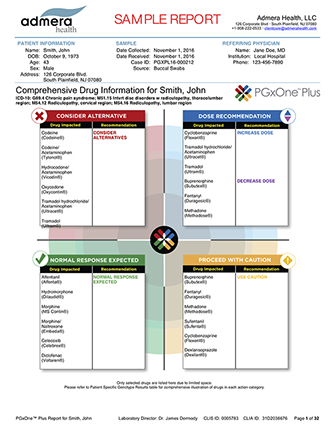 admera
health
SAMPLE REPORT
Admera Health, LLC
126 Corporate Blvd · South Plainfield, NJ 07080
+1-908-222-0533 · clientcare@admerahealth.com
PATIENT INFORMATION
Name: Smith, John
DOB: October 9, 1973
Age: 43
Sex: Male
Address: 126 Corporate Blvd.
South Plainfield, NJ 07080
SAMPLE
Date Collected: November 1, 2016
Date Received: November 1, 2016
Case ID: PGXPL16-000212
Source: Buccal Swabs
REFERRING PHYSICIAN
Name: Jane Doe, MD
Institution: Local Hospital
Phone: 123-456-7890
Comprehensive Drug Information for Smith, John
ICD-10: G89.4 Chronic pain syndrome; M51.15 Intvrt disc disorders w radiculopathy, thoracolumbar
region; M54.12 Radiculopathy, cervical region; M54.16 Radiculopathy, lumbar region
PGxOne™ Plus
CONSIDER ALTERNATIVE
Drug Impacted Recommendation
Codeine CONSIDER
(Codeine®) ALTERNATIVES
Codeine/
Acetaminophen
(Tylenol®)
Hydrocodone/
Acetaminophen
(Vicodin®)
Oxycodone
(Oxycontin®)
Tramadol hydrochloride/
Acetaminophen
(Ultracet®)
Tramadol
(Ultram®)
DOSE RECOMMENDATION
Drug Impacted Recommendation
Cyclobenzaprine INCREASE DOSE
(Flexeril®)
Tramadol hydrochloride/
Acetaminophen
(Ultracet®)
Tramadol
(Ultram®)
Buprenorphine DECREASE DOSE
(Subutex®)
Fentanyl
(Duragesic®)
Methadone
(Methadose®)
NORMAL RESPONSE EXPECTED
Drug Impacted Recommendation
Alfentanil NORMAL RESPONSE
(Alfenta®) EXPECTED
Hydromorphone
(Dilaudid®)
Morphine
(MS Contin®)
Morphine/
Naltrexone
(Embeda®)
Celecoxib
(Celebrex®)
Diclofenac
(Voltaren®)
PROCEED WITH CAUTION
Drug Impacted Recommendation
Buprenorphine USE CAUTION
(Subutex®)
Fentanyl
(Duragesic®)
Methadone
(Methadose®)
Sufentanil
(Sufenta®)
Cyclobenzaprine
(Flexeril®)
Dexlansoprazole
(Dexilant®)
Only selected drugs are listed here due to limited space.
Please refer to Patient Specific Genotype Results table for comprehensive illustration of drugs in each action category.
PGxOne™ Plus Report for Smith, John
Laboratory Director: Dr. James Dermody CLIS ID: 0005783 CLIA ID: 31D2038676
Page 5 of 32